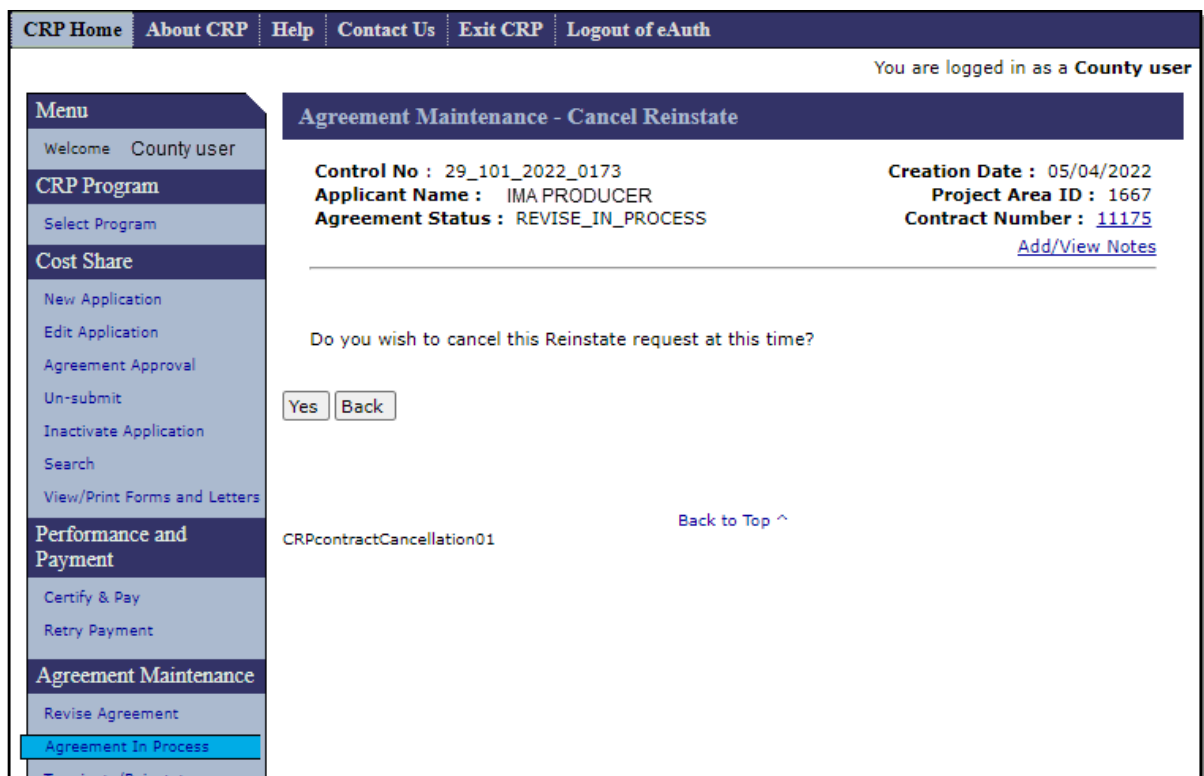 CRP Home About CRP Help Contact Us Exit CRP Logout of eAuth
You are logged in as a County user
Menu
Welcome County user
CRP Program
Select Program
Cost Share
New Application
Edit Application
Agreement Approval
Un-submit
Inactivate Application
Search
View/Print Forms and Letters
Performance and
Payment
Certify & Pay
Retry Payment
Agreement Maintenance
Revise Agreement
Agreement In Process
Agreement Maintenance - Cancel Reinstate
Control No : 29_101_2022_0173
Applicant Name : IMA PRODUCER
Agreement Status : REVISE_IN_PROCESS
Creation Date : 05/04/2022
Project Area ID : 1667
Contract Number : 11175
Add/View Notes
Do you wish to cancel this Reinstate request at this time?
Yes Back
Back to Top ^
CRPcontractCancellation01